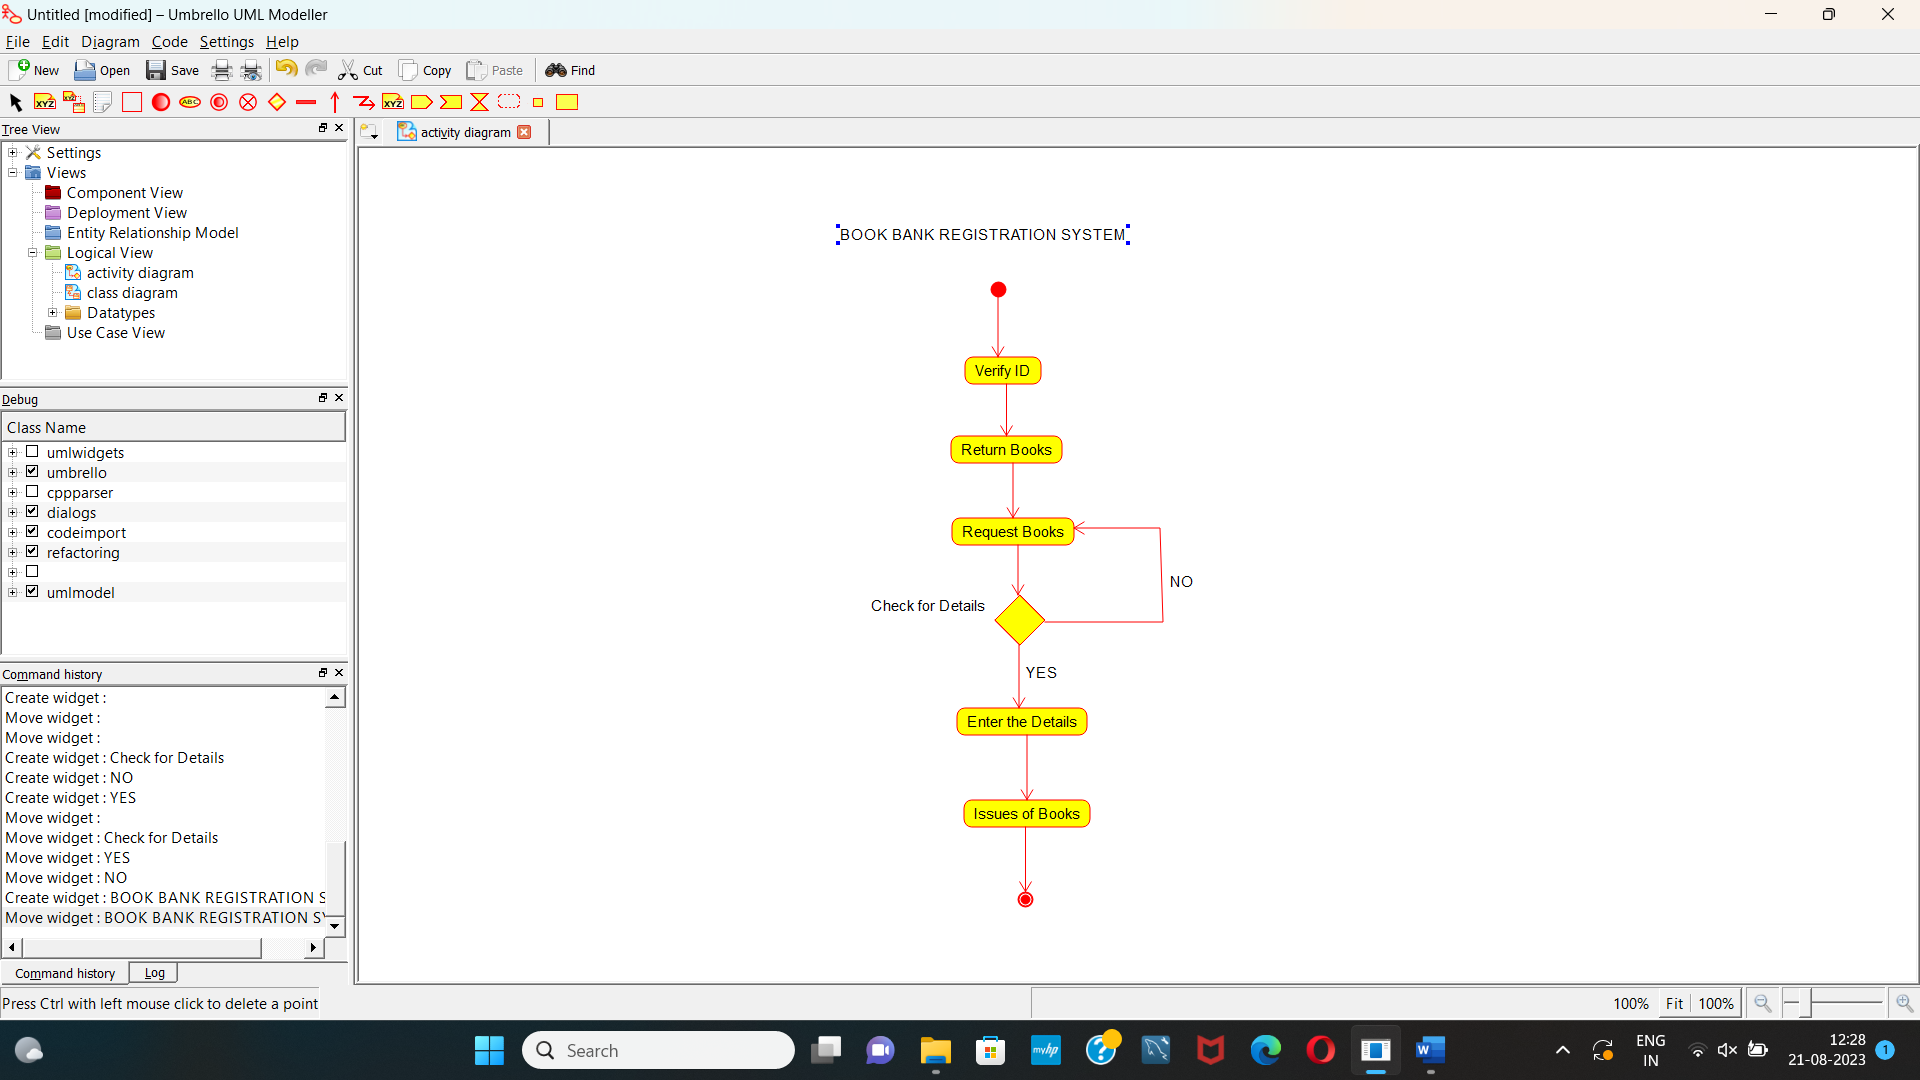 Untitled [modified] – Umbrello UML Modeller
File Edit Diagram Code Settings Help
New Open Save Cut Copy Paste Find
XYZ XYZ ABC XYZ
Tree View
activity diagram
Settings
Views
Component View
Deployment View
Entity Relationship Model
Logical View
activity diagram
class diagram
Datatypes
Use Case View
Debug
Class Name
umlwidgets
umbrello
cppparser
dialogs
codeimport
refactoring
umlmodel
Command history
Create widget :
Move widget :
Move widget :
Create widget : Check for Details
Create widget : NO
Create widget : YES
Move widget :
Move widget : Check for Details
Move widget : YES
Move widget : NO
Create widget : BOOK BANK REGISTRATION S
Move widget : BOOK BANK REGISTRATION SY
Command history Log
Press Ctrl with left mouse click to delete a point
BOOK BANK REGISTRATION SYSTEM
Verify ID
Return Books
Request Books
NO
Check for Details
YES
Enter the Details
Issues of Books
100% Fit 100%
Search
myhp
W
ENG
IN
12:28
21-08-2023
1